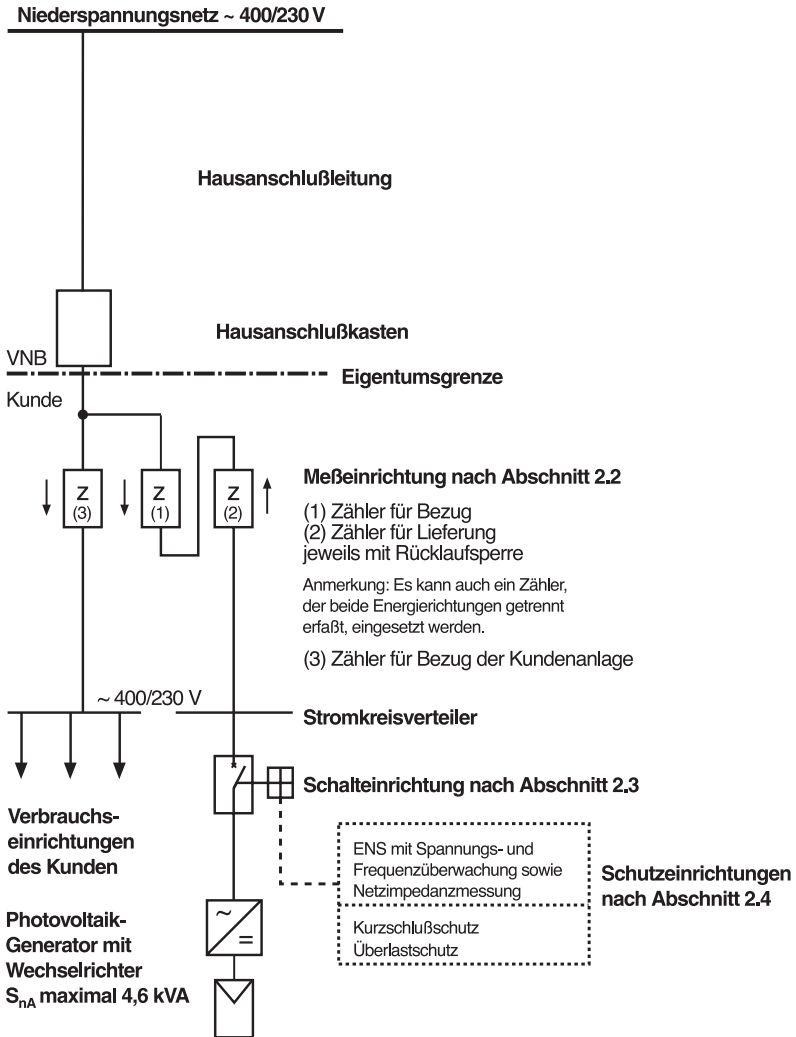 Niederspannungsnetz ~ 400/230 V
Hausanschlußleitung
Hausanschlußkasten
VNB
Eigentumsgrenze
Kunde
Z
(3)
Z
(1)
Z
(2)
Meßeinrichtung nach Abschnitt 2.2
(1) Zähler für Bezug
(2) Zähler für Lieferung
jeweils mit Rücklaufsperre
Anmerkung: Es kann auch ein Zähler,
der beide Energierichtungen getrennt
erfaßt, eingesetzt werden.
(3) Zähler für Bezug der Kundenanlage
~ 400/230 V
Stromkreisverteiler
Schalteinrichtung nach Abschnitt 2.3
Verbrauchs-
einrichtungen
des Kunden
ENS mit Spannungs- und
Frequenzüberwachung sowie
Netzimpedanzmessung
Kurzschlußschutz
Überlastschutz
Schutzeinrichtungen
nach Abschnitt 2.4
Photovoltaik-
Generator mit
Wechselrichter
SnA maximal 4,6 kVA
~
=